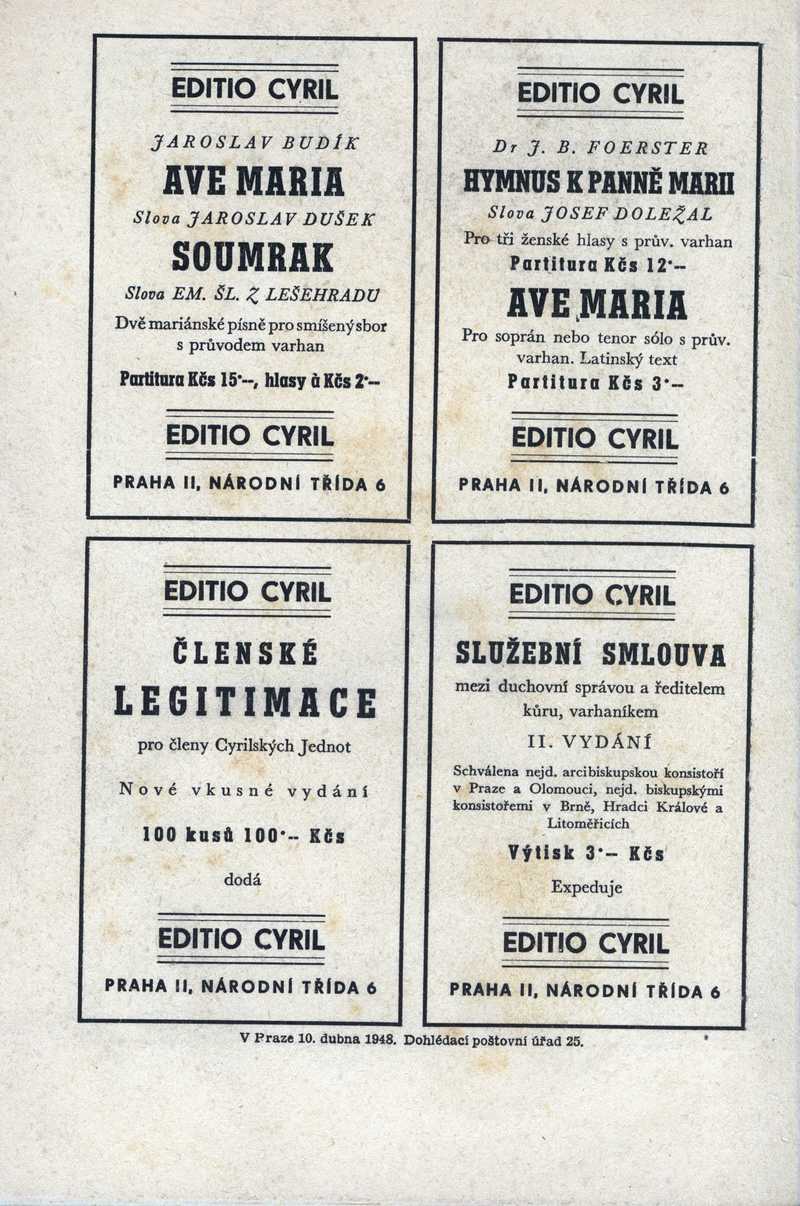 EDITIO CYRIL
JAROSLAV BUDÍK
AVE MARIA
Slova JAROSLAV DUŠEK
SOUMRAK
Slova EM. ŠL. Z LEŠEHRADU
Dvě mariánské písně pro smíšený sbor
s průvodem varhan
Partitura Kčs 15·--, hlasy à Kčs 2·--
EDITIO CYRIL
PRAHA II, NÁRODNÍ TŘÍDA 6
EDITIO CYRIL
Dr J. B. FOERSTER
HYMNUS K PANNĚ MARII
Slova JOSEF DOLEŽAL
Pro tři ženské hlasy s prův. varhan
Partitura Kčs 12·--
AVE MARIA
Pro soprán nebo tenor sólo s prův.
varhan. Latinský text
Partitura Kčs 3·--
EDITIO CYRIL
PRAHA II, NÁRODNÍ TŘÍDA 6
EDITIO CYRIL
ČLENSKÉ
LEGITIMACE
pro členy Cyrilských Jednot
Nové vkusné vydání
100 kusů 100·-- Kčs
dodá
EDITIO CYRIL
PRAHA II, NÁRODNÍ TŘÍDA 6
EDITIO CYRIL
SLUŽEBNÍ SMLOUVA
mezi duchovní správou a ředitelem
kůru, varhaníkem
II. VYDÁNÍ
Schválena nejd. arcibiskupskou konsistoří
v Praze a Olomouci, nejd. biskupskými
konsistořemi v Brně, Hradci Králové a
Litoměřicích
Výtisk 3·-- Kčs
Expeduje
EDITIO CYRIL
PRAHA II, NÁRODNÍ TŘÍDA 6
V Praze 10. dubna 1948. Dohlédací poštovní úřad 25.